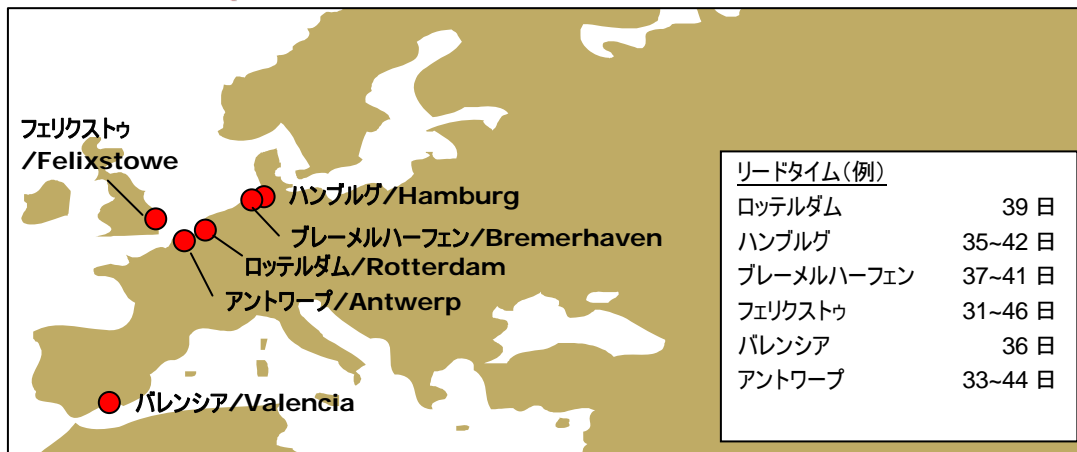 フェリクストゥ
/Felixstowe
ハンブルグ/Hamburg
ブレーメルハーフェン/Bremerhaven
ロッテルダム/Rotterdam
アントワープ/Antwerp
バレンシア/Valencia
リードタイム(例)
ロッテルダム 39 日
ハンブルグ 35~42 日
ブレーメルハーフェン 37~41 日
フェリクストゥ 31~46 日
バレンシア 36 日
アントワープ 33~44 日